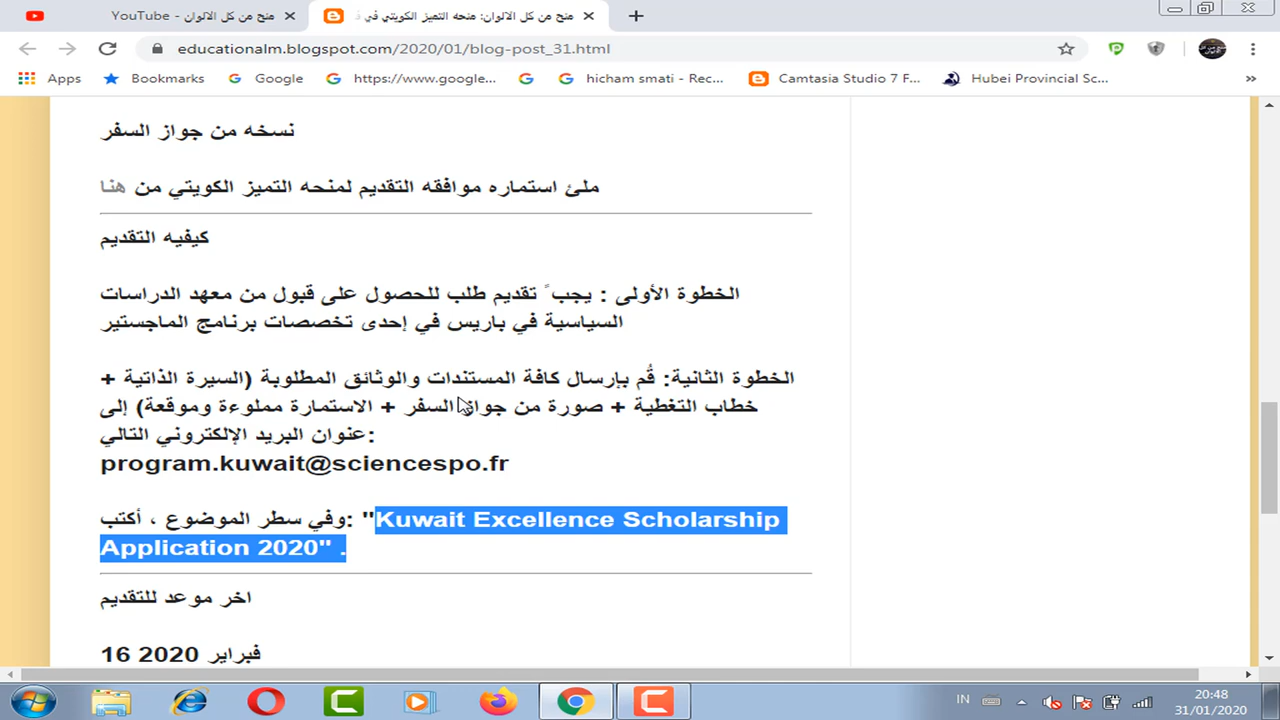 منح من كل الالوان - YouTube
منح من كل الالوان: منحه التميز الكويتي في ف
educationalm.blogspot.com/2020/01/blog-post_31.html
Apps
Bookmarks
Google
https://www.google...
hicham smati - Rec...
Camtasia Studio 7 F...
Hubei Provincial Sc...
»
نسخه من جواز السفر
ملئ استماره موافقه التقديم لمنحه التميز الكويتي من هنا
كيفيه التقديم
الخطوة الأولى : يجب ً تقديم طلب للحصول على قبول من معهد الدراسات
السياسية في باريس في إحدى تخصصات برنامج الماجستير
الخطوة الثانية: قُم بإرسال كافة المستندات والوثائق المطلوبة (السيرة الذاتية +
خطاب التغطية + صورة من جواز السفر + الاستمارة مملوءة وموقعة) إلى
عنوان البريد الإلكتروني التالي:
program.kuwait@sciencespo.fr
وفي سطر الموضوع ، أكتب: "Kuwait Excellence Scholarship
Application 2020" .
اخر موعد للتقديم
16 فبراير 2020
IN
20:48
31/01/2020